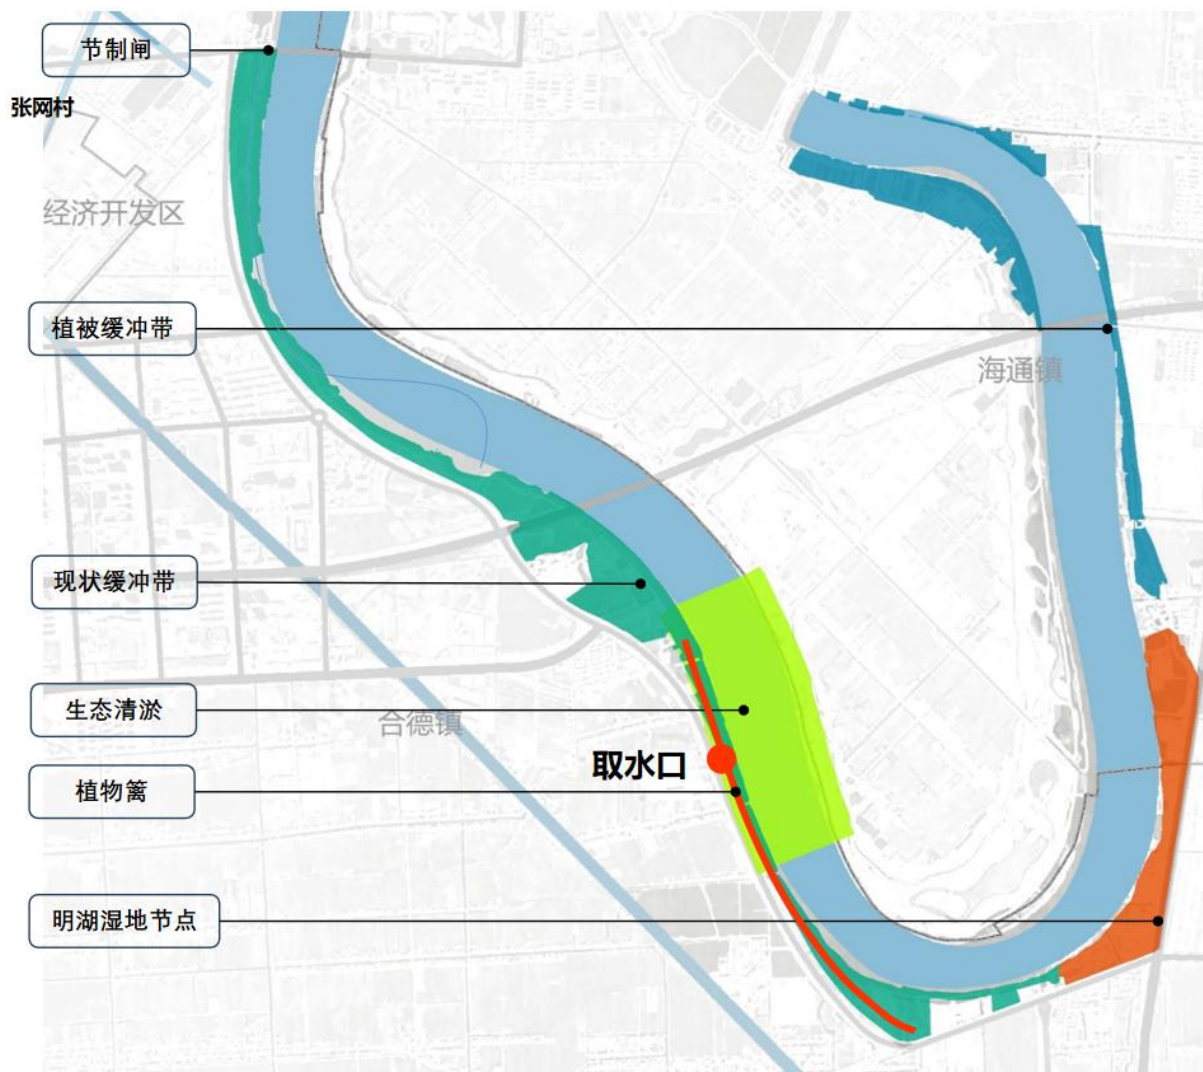 节制闸
张网村
经济开发区
植被缓冲带
海通镇
现状缓冲带
生态清淤
合德镇
取水口
植物篱
明湖湿地节点